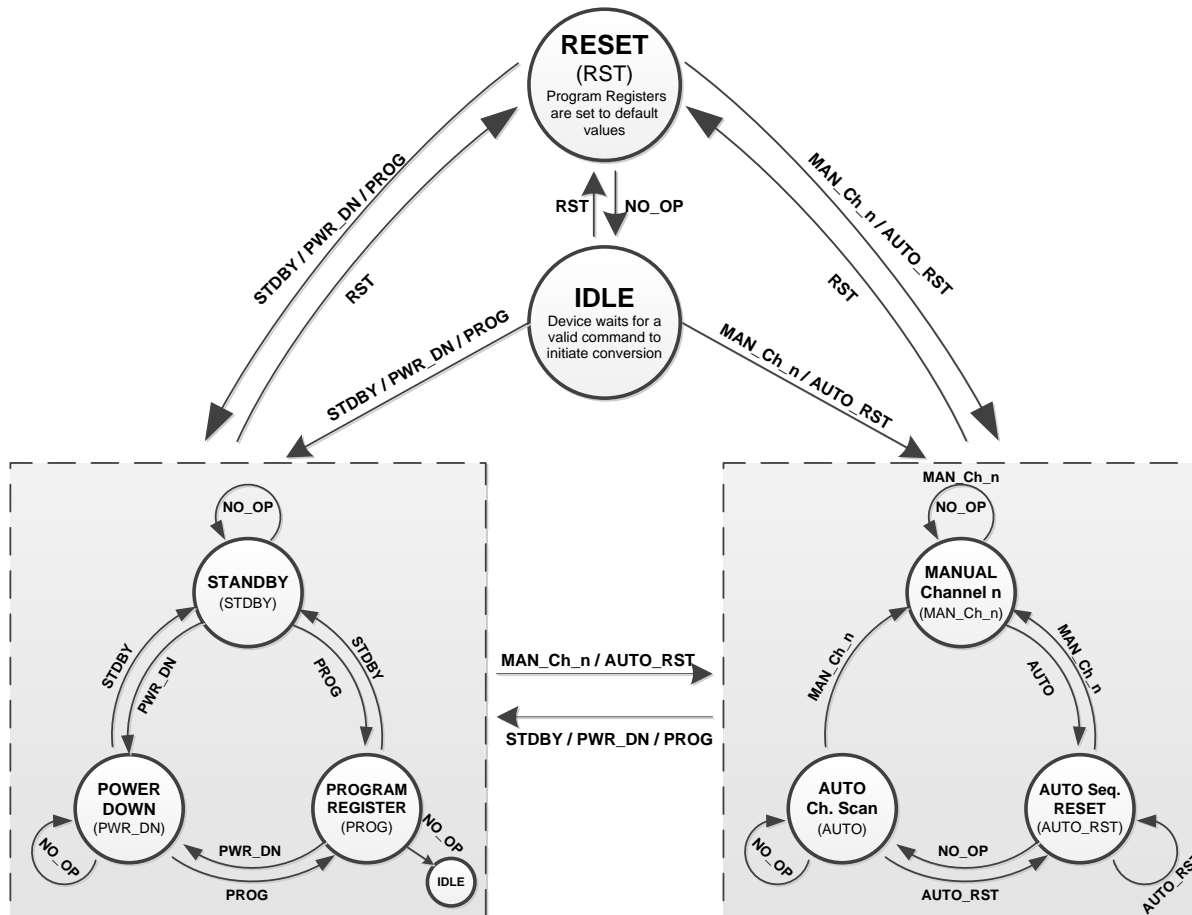 RESET
(RST)
Program Registers
are set to default
values
STDBY / PWR_DN / PROG
RST
RST
NO_OP
MAN_Ch_n / AUTO_RST
RST
IDLE
Device waits for a
valid command to
initiate conversion
STDBY / PWR_DN / PROG
MAN_Ch_n / AUTO_RST
NO_OP
STANDBY
(STDBY)
STDBY
PWR_DN
PROG
STDBY
POWER
DOWN
(PWR_DN)
NO_OP
PROGRAM
REGISTER
(PROG)
NO_OP
IDLE
PWR_DN
PROG
MAN_Ch_n / AUTO_RST
STDBY / PWR_DN / PROG
MAN_Ch_n
NO_OP
MANUAL
Channel n
(MAN_Ch_n)
MAN_Ch_n
AUTO
MAN_Ch_n
AUTO
Ch. Scan
(AUTO)
NO_OP
AUTO Seq.
RESET
(AUTO_RST)
NO_OP
AUTO_RST
AUTO_RST